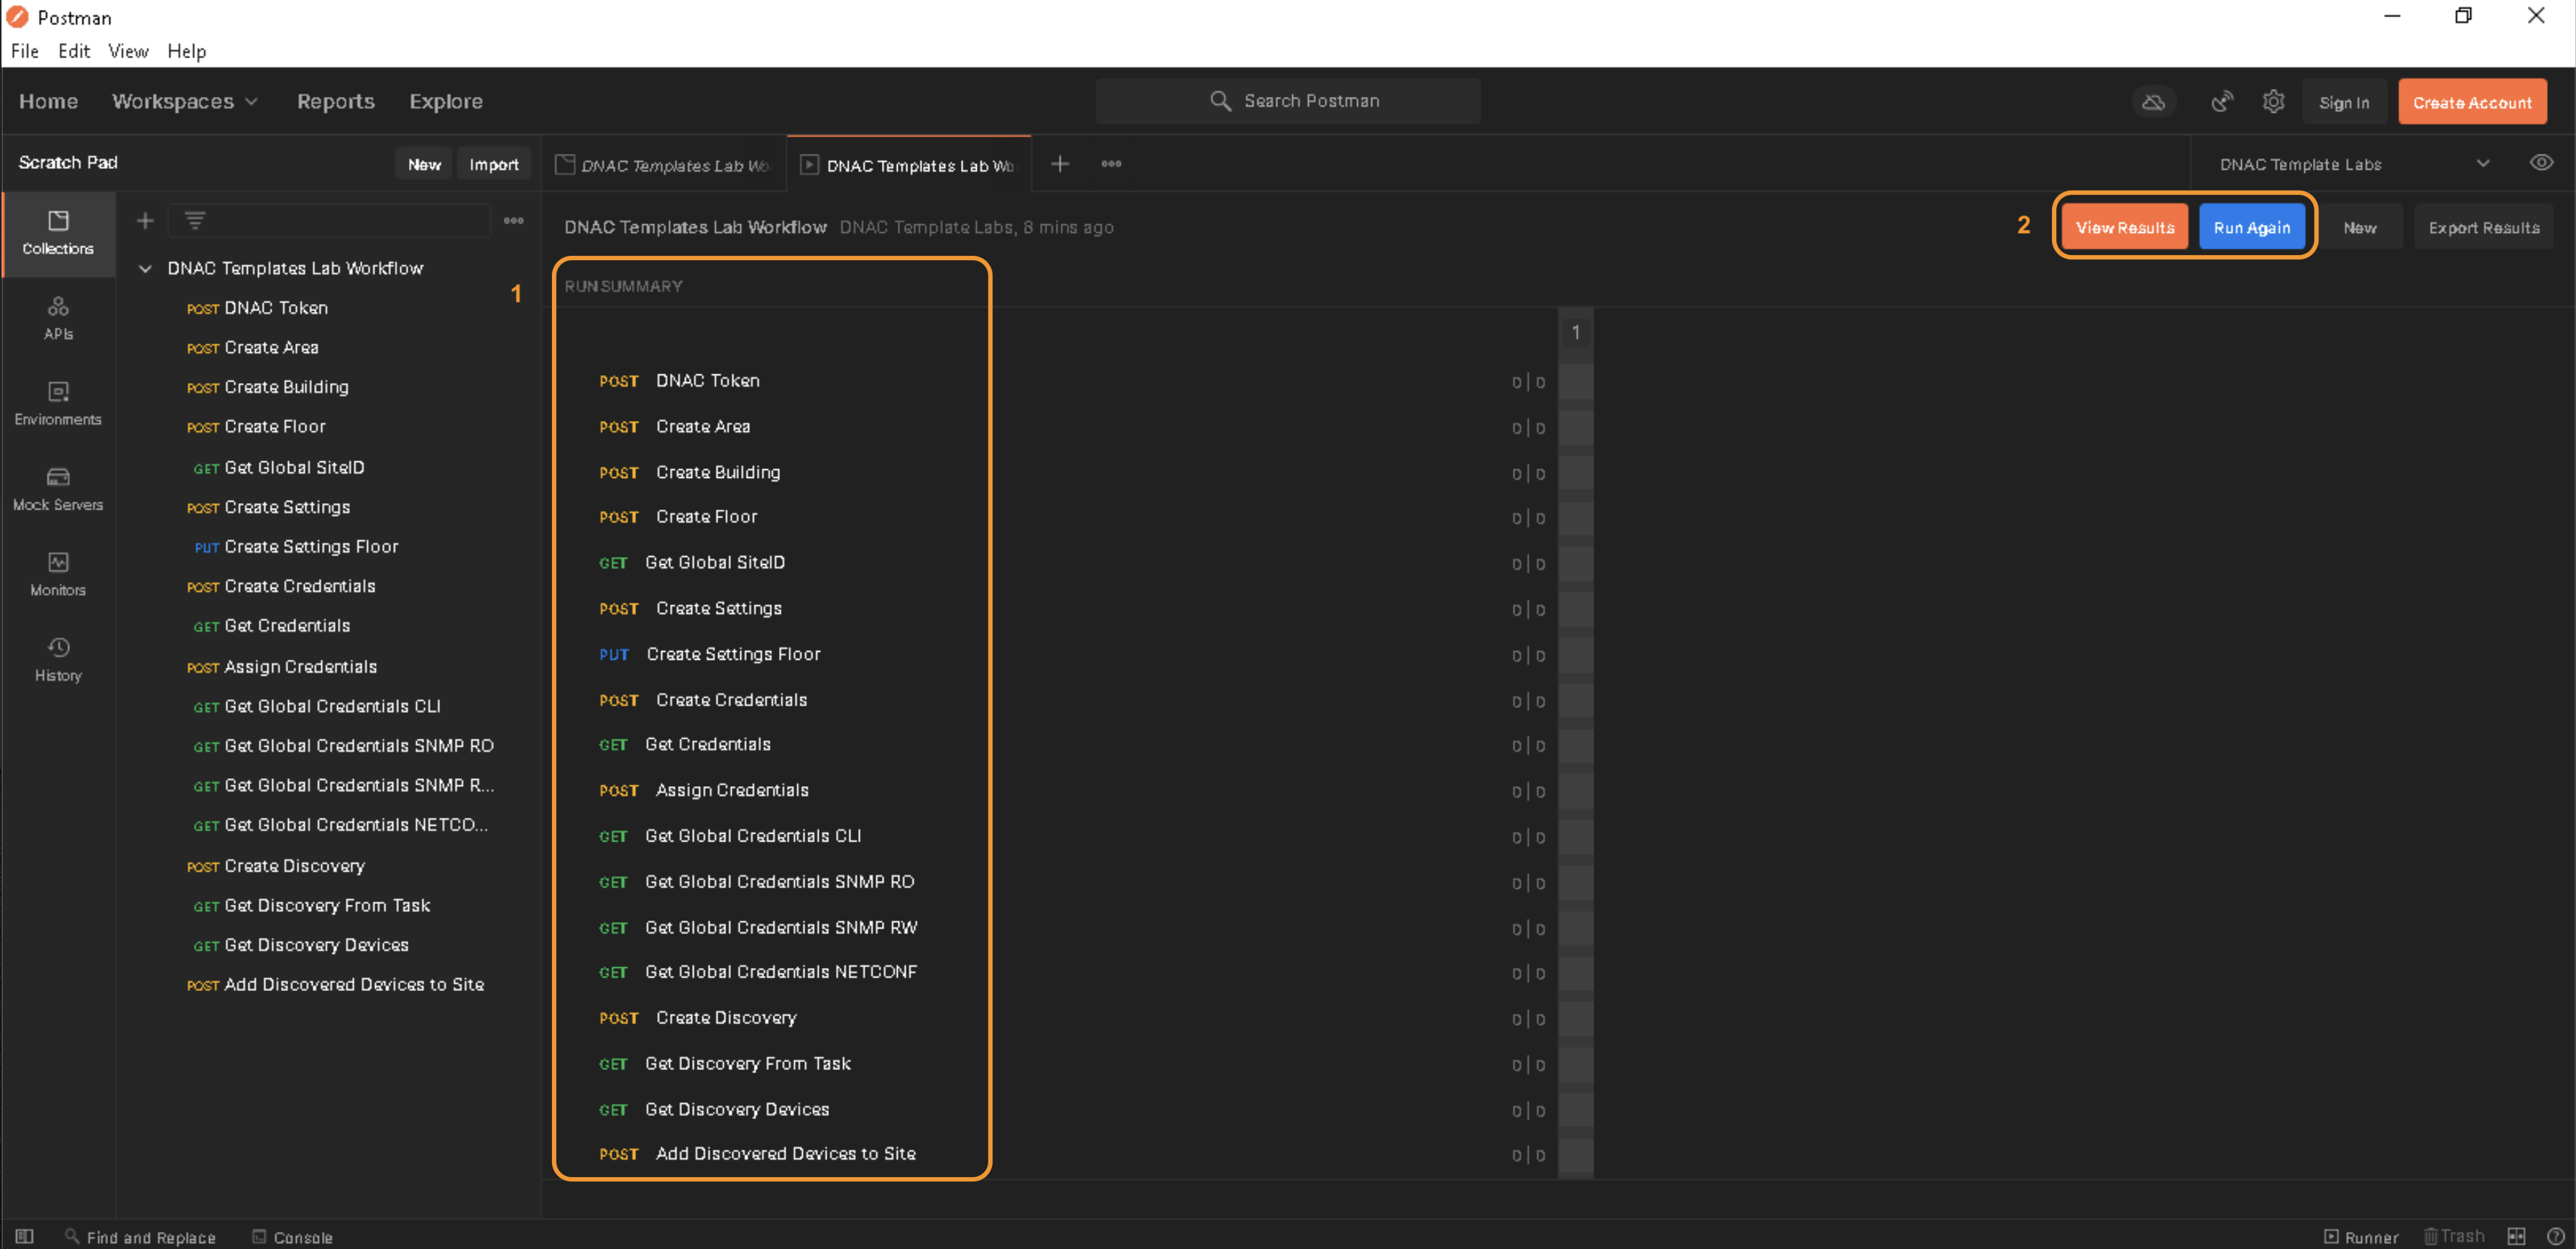 Postman
File Edit View Help
Home Workspaces Reports Explore Search Postman Sign In Create Account
Scratch Pad New Import DNAC Templates Lab Wo DNAC Templates Lab Wo DNAC Template Labs
Collections
APIs
Environments
Mock Servers
Monitors
History
DNAC Templates Lab Workflow
POST DNAC Token
POST Create Area
POST Create Building
POST Create Floor
GET Get Global SiteID
POST Create Settings
PUT Create Settings Floor
POST Create Credentials
GET Get Credentials
POST Assign Credentials
GET Get Global Credentials CLI
GET Get Global Credentials SNMP RO
GET Get Global Credentials SNMP R...
GET Get Global Credentials NETCO...
POST Create Discovery
GET Get Discovery From Task
GET Get Discovery Devices
POST Add Discovered Devices to Site
DNAC Templates Lab Workflow DNAC Template Labs, 8 mins ago 2 View Results Run Again New Export Results
1 RUN SUMMARY
1
POST DNAC Token 0 | 0
POST Create Area 0 | 0
POST Create Building 0 | 0
POST Create Floor 0 | 0
GET Get Global SiteID 0 | 0
POST Create Settings 0 | 0
PUT Create Settings Floor 0 | 0
POST Create Credentials 0 | 0
GET Get Credentials 0 | 0
POST Assign Credentials 0 | 0
GET Get Global Credentials CLI 0 | 0
GET Get Global Credentials SNMP RO 0 | 0
GET Get Global Credentials SNMP RW 0 | 0
GET Get Global Credentials NETCONF 0 | 0
POST Create Discovery 0 | 0
GET Get Discovery From Task 0 | 0
GET Get Discovery Devices 0 | 0
POST Add Discovered Devices to Site 0 | 0
Find and Replace Console Runner Trash